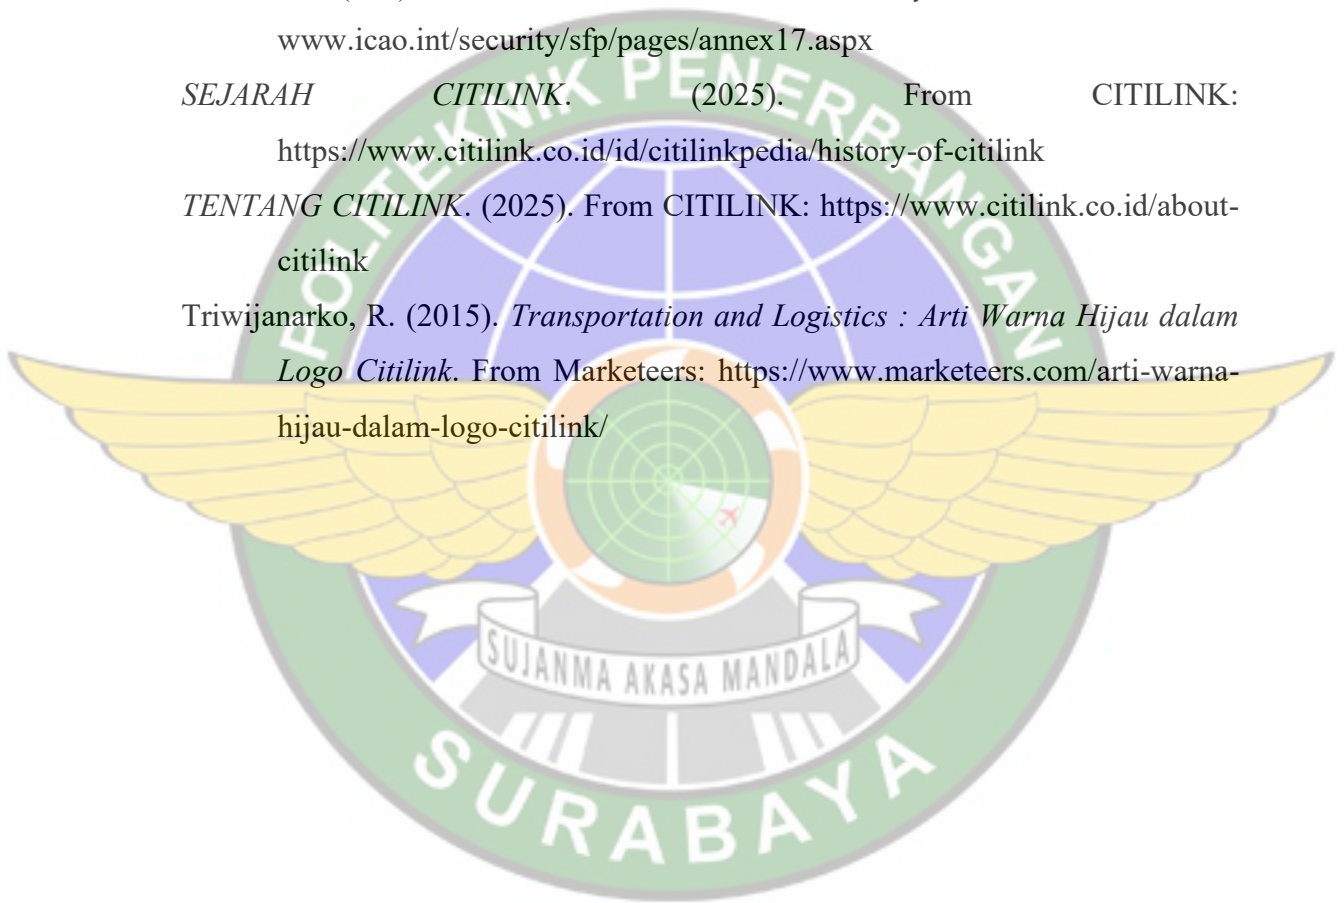 www.icao.int/security/sfp/pages/annex17.aspx
SEJARAH CITILINK. (2025). From CITILINK:
https://www.citilink.co.id/id/citilinkpedia/history-of-citilink
TENTANG CITILINK. (2025). From CITILINK: https://www.citilink.co.id/about-
citilink
Triwijanarko, R. (2015). Transportation and Logistics : Arti Warna Hijau dalam
Logo Citilink. From Marketeers: https://www.marketeers.com/arti-warna-
hijau-dalam-logo-citilink/
POLITEKNIK PENERBANGAN
SUJANMA AKASA MANDALA
SURABAYA